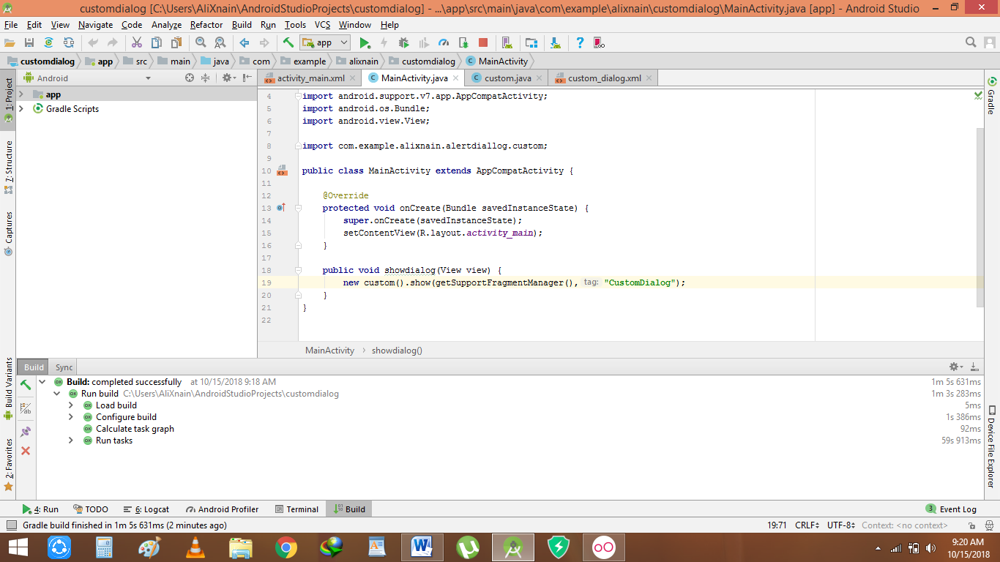 customdialog [C:\Users\AliXnain\AndroidStudioProjects\customdialog] - ...\app\src\main\java\com\example\alixnain\customdialog\MainActivity.java [app] - Android Studio
File Edit View Navigate Code Analyze Refactor Build Run Tools VCS Window Help
app
customdialog app src main java com example alixnain customdialog MainActivity
Android
activity_main.xml MainActivity.java custom.java custom_dialog.xml
1: Project
7: Structure
Captures
Build Variants
2: Favorites
app
Gradle Scripts
4 import android.support.v7.app.AppCompatActivity;
5 import android.os.Bundle;
6 import android.view.View;
7
8 import com.example.alixnain.alertdiallog.custom;
9
10 public class MainActivity extends AppCompatActivity {
11
12 @Override
13 protected void onCreate(Bundle savedInstanceState) {
14 super.onCreate(savedInstanceState);
15 setContentView(R.layout.activity_main);
16 }
17
18 public void showdialog(View view) {
19 new custom().show(getSupportFragmentManager(), tag: "CustomDialog");
20 }
21 }
22
MainActivity › showdialog()
Gradle
Device File Explorer
Build Sync
Build: completed successfully at 10/15/2018 9:18 AM 1m 5s 631ms
Run build C:\Users\AliXnain\AndroidStudioProjects\customdialog 1m 3s 283ms
Load build 5ms
Configure build 1s 386ms
Calculate task graph 92ms
Run tasks 59s 913ms
4: Run TODO 6: Logcat Android Profiler Terminal Build 3 Event Log
Gradle build finished in 1m 5s 631ms (2 minutes ago) 19:71 CRLF UTF-8 Context: <no context>
9:20 AM
10/15/2018